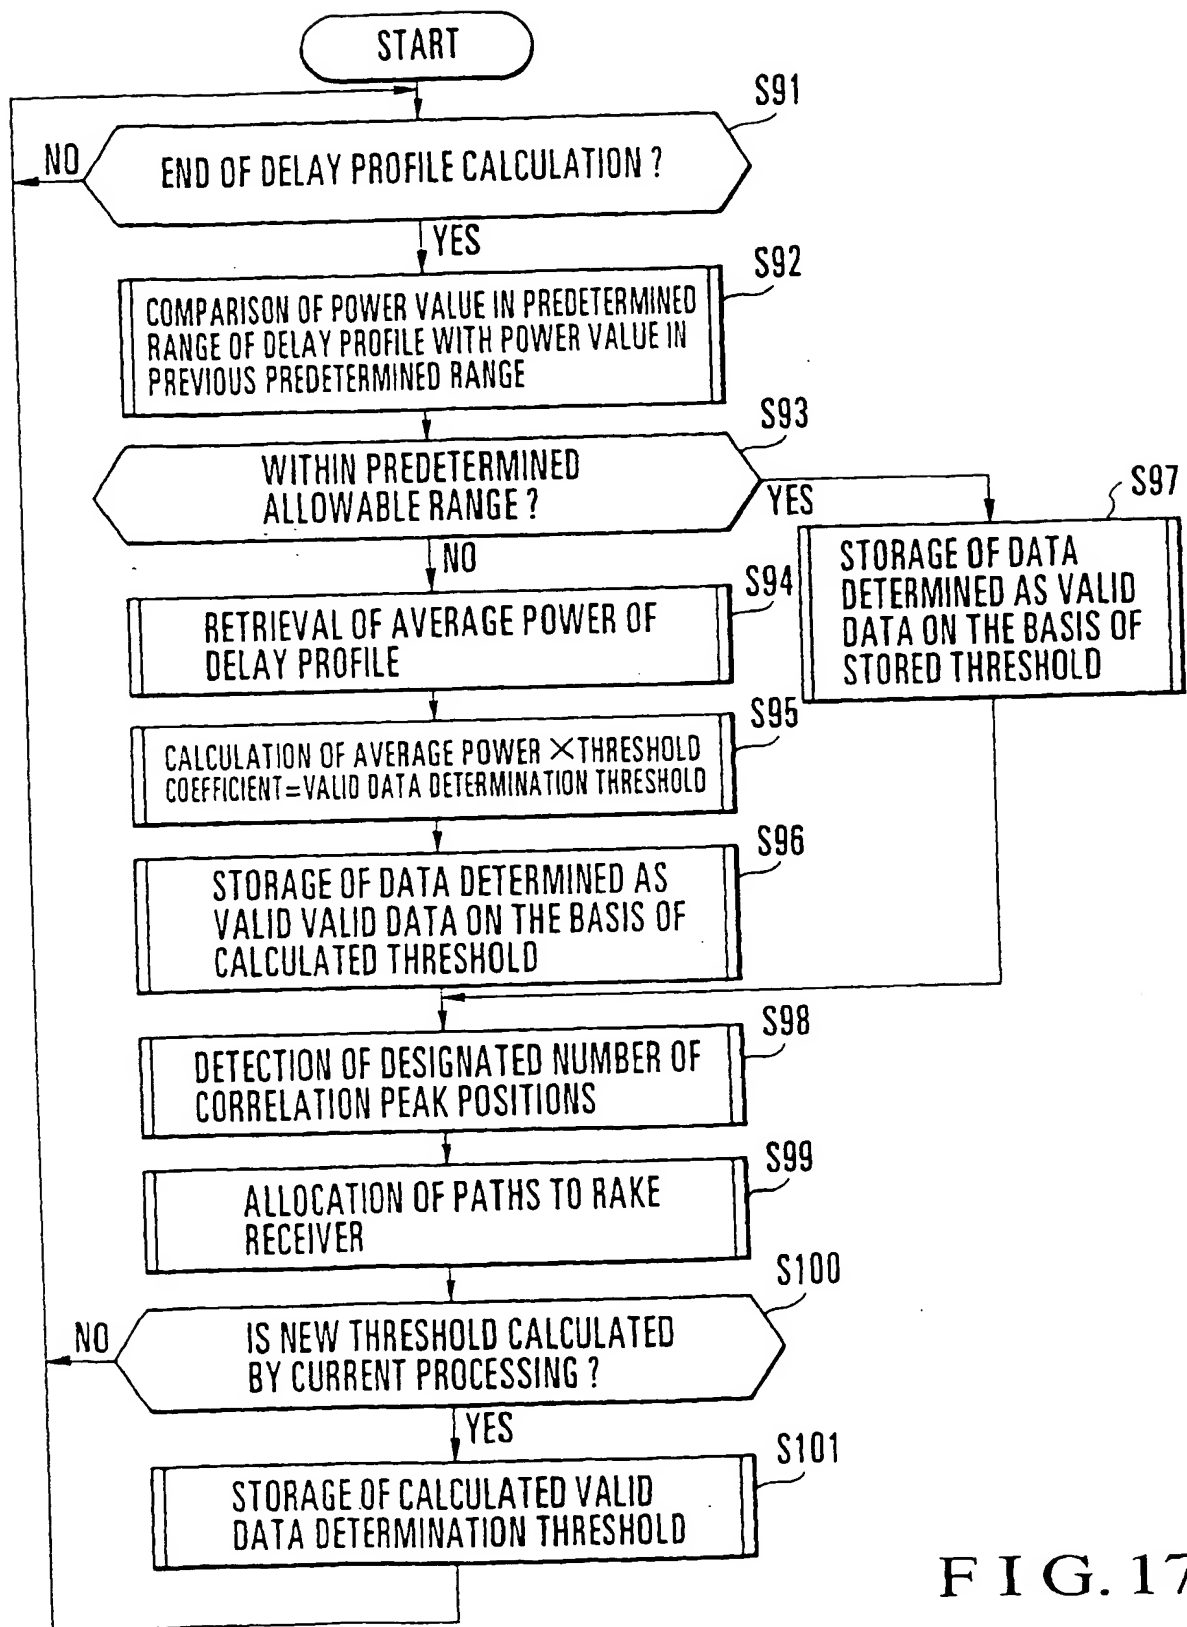 START
S91
NO
END OF DELAY PROFILE CALCULATION ?
YES
S92
COMPARISON OF POWER VALUE IN PREDETERMINED
RANGE OF DELAY PROFILE WITH POWER VALUE IN
PREVIOUS PREDETERMINED RANGE
S93
WITHIN PREDETERMINED
ALLOWABLE RANGE ?
YES
S97
NO
STORAGE OF DATA
DETERMINED AS VALID
DATA ON THE BASIS OF
STORED THRESHOLD
S94
RETRIEVAL OF AVERAGE POWER OF
DELAY PROFILE
S95
CALCULATION OF AVERAGE POWER × THRESHOLD
COEFFICIENT=VALID DATA DETERMINATION THRESHOLD
S96
STORAGE OF DATA DETERMINED AS
VALID VALID DATA ON THE BASIS OF
CALCULATED THRESHOLD
S98
DETECTION OF DESIGNATED NUMBER OF
CORRELATION PEAK POSITIONS
S99
ALLOCATION OF PATHS TO RAKE
RECEIVER
S100
NO
IS NEW THRESHOLD CALCULATED
BY CURRENT PROCESSING ?
YES
S101
STORAGE OF CALCULATED VALID
DATA DETERMINATION THRESHOLD
FIG. 17